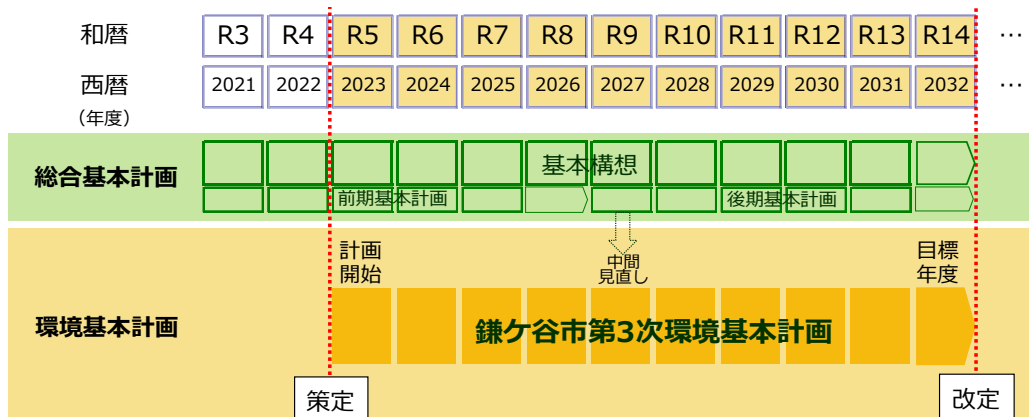 和暦 R3 R4 R5 R6 R7 R8 R9 R10 R11 R12 R13 R14 …
西暦 2021 2022 2023 2024 2025 2026 2027 2028 2029 2030 2031 2032 …
（年度）
総合基本計画
基本構想
前期基本計画 後期基本計画
計画
開始
中間
見直し
目標
年度
環境基本計画
鎌ケ谷市第3次環境基本計画
策定 改定